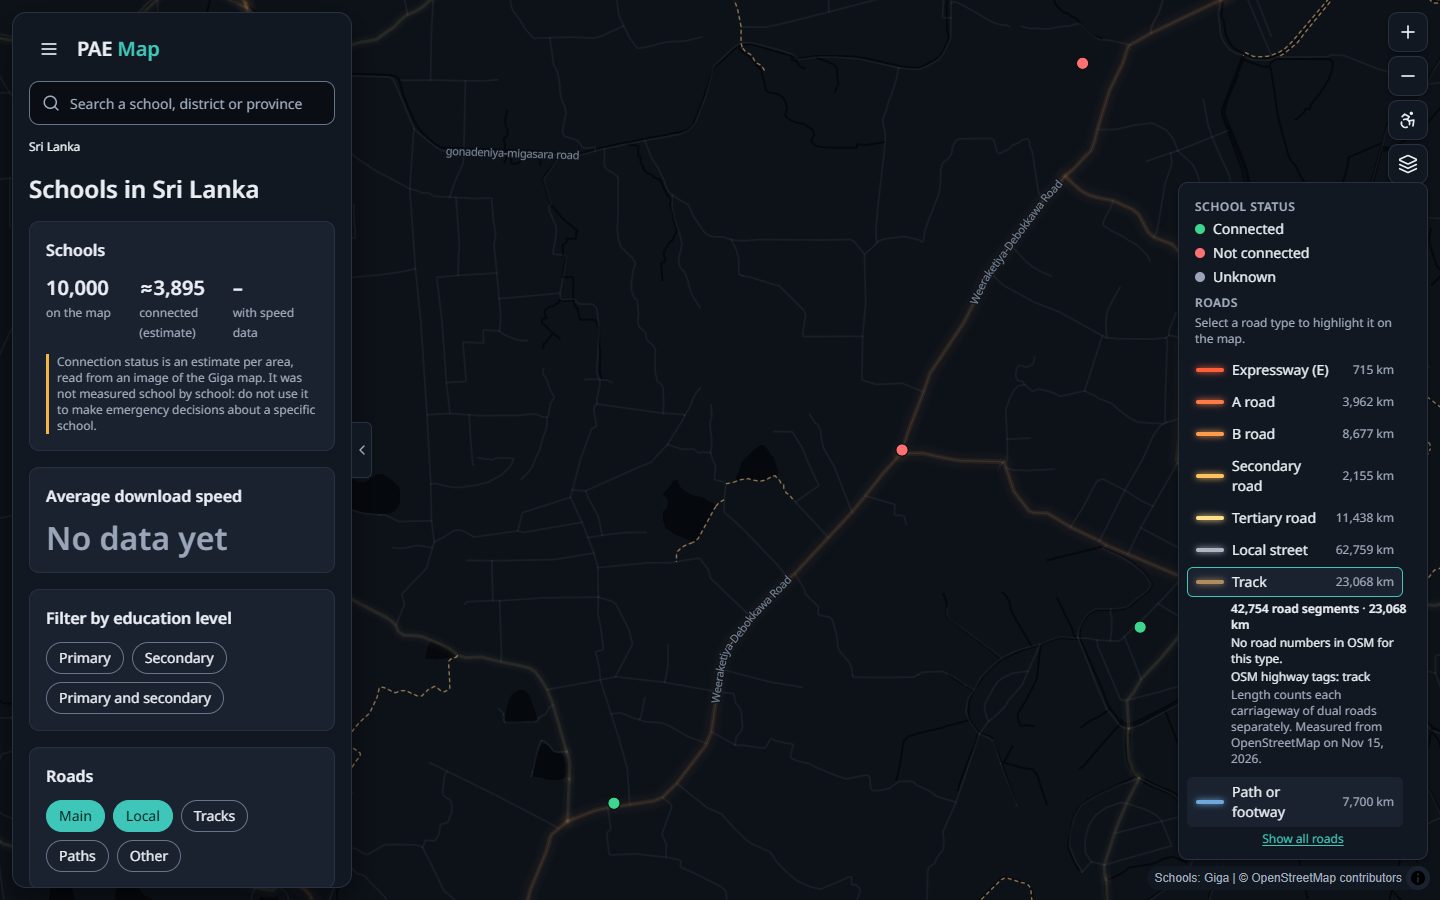 PAE Map
Search a school, district or province
Sri Lanka
Schools in Sri Lanka
Schools
10,000
on the map
≈3,895
connected
(estimate)
–
with speed
data
Connection status is an estimate per area,
read from an image of the Giga map. It was
not measured school by school: do not use it
to make emergency decisions about a specific
school.
Average download speed
No data yet
Filter by education level
Primary
Secondary
Primary and secondary
Roads
Main
Local
Tracks
Paths
Other
gonadeniya-migasara road
Weeraketiya-Debokkawa Road
Weeraketiya-Debokkawa Road
SCHOOL STATUS
Connected
Not connected
Unknown
ROADS
Select a road type to highlight it on
the map.
Expressway (E) 715 km
A road 3,962 km
B road 8,677 km
Secondary
road 2,155 km
Tertiary road 11,438 km
Local street 62,759 km
Track 23,068 km
42,754 road segments · 23,068
km
No road numbers in OSM for
this type.
OSM highway tags: track
Length counts each
carriageway of dual roads
separately. Measured from
OpenStreetMap on Nov 15,
2026.
Path or
footway 7,700 km
Show all roads
Schools: Giga | © OpenStreetMap contributors